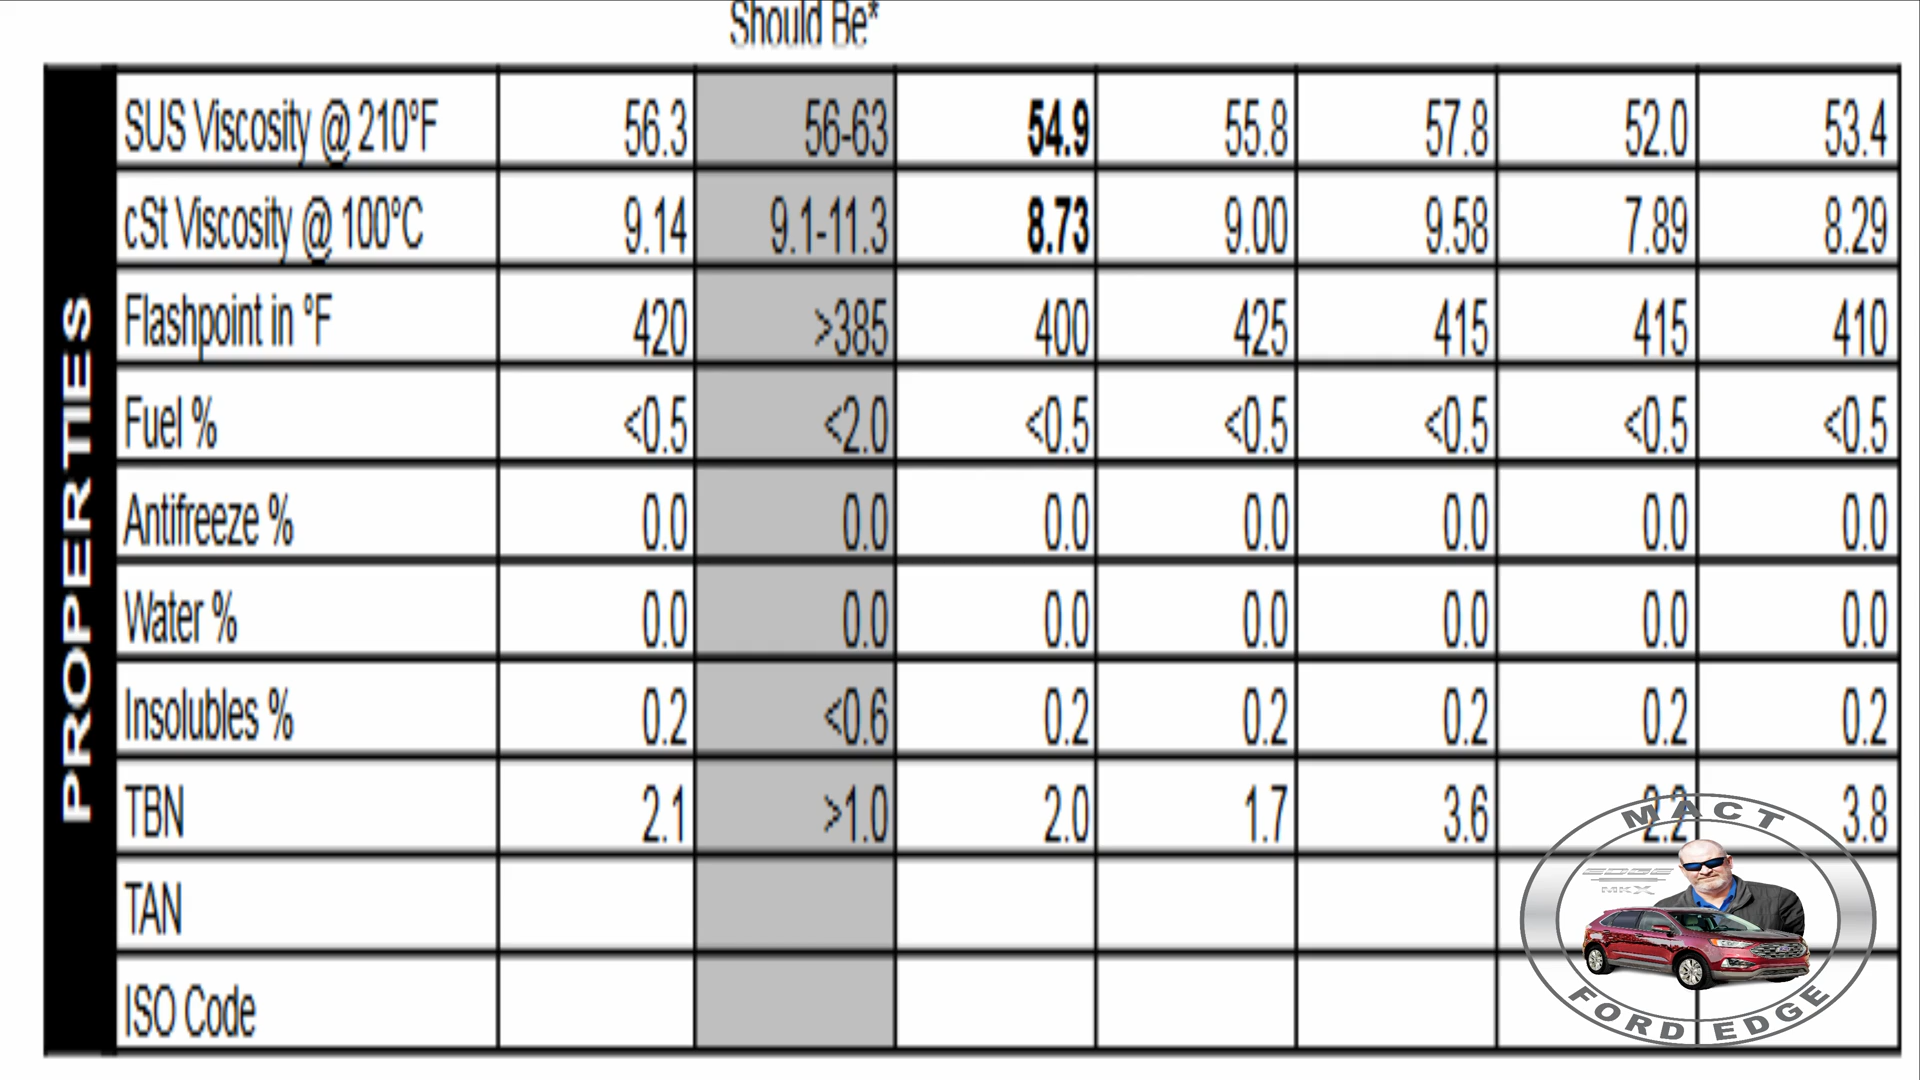 Should Be*
PROPERTIES
SUS Viscosity @ 210°F 56.3 56-63 54.9 55.8 57.8 52.0 53.4
cSt Viscosity @ 100°C 9.14 9.1-11.3 8.73 9.00 9.58 7.89 8.29
Flashpoint in °F 420 >385 400 425 415 415 410
Fuel % <0.5 <2.0 <0.5 <0.5 <0.5 <0.5 <0.5
Antifreeze % 0.0 0.0 0.0 0.0 0.0 0.0 0.0
Water % 0.0 0.0 0.0 0.0 0.0 0.0 0.0
Insolubles % 0.2 <0.6 0.2 0.2 0.2 0.2 0.2
TBN 2.1 >1.0 2.0 1.7 3.6 2.2 3.8
TAN
ISO Code
MACT
EDGE
MKX
FORD EDGE